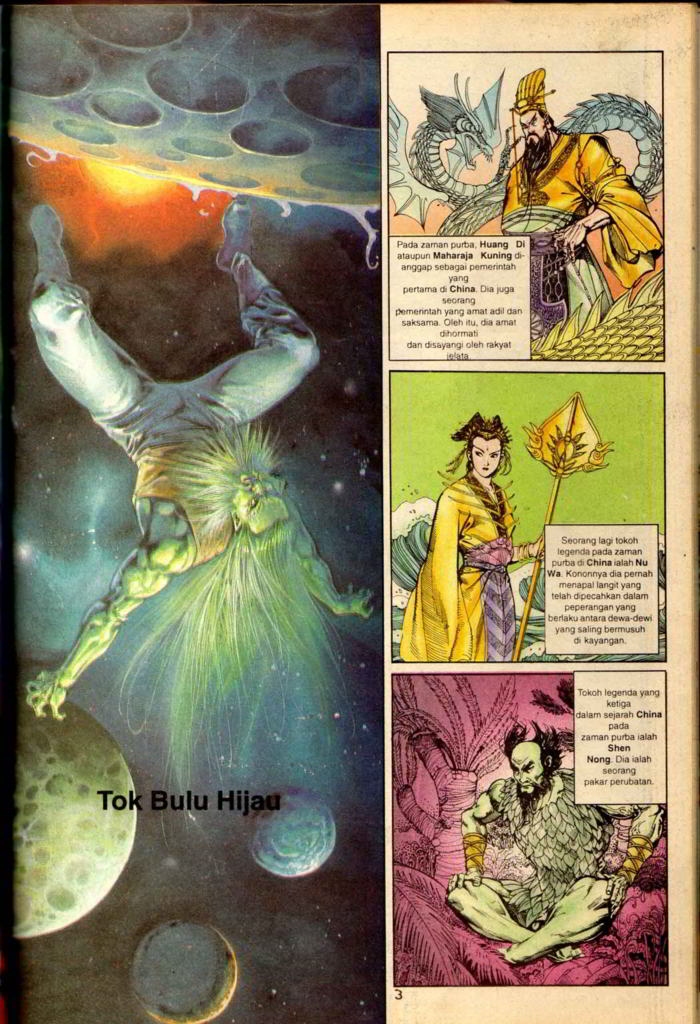 Tok Bulu Hijau
Pada zaman purba, Huang Di
ataupun Maharaja Kuning di-
anggap sebagai pemerintah
yang
pertama di China. Dia juga
seorang
pemerintah yang amat adil dan
saksama. Oleh itu, dia amat
dihormati
dan disayangi oleh rakyat
jelata.
Seorang lagi tokoh
legenda pada zaman
purba di China ialah Nu
Wa. Kononnya dia pernah
menapal langit yang
telah dipecahkan dalam
peperangan yang
berlaku antara dewa-dewi
yang saling bermusuh
di kayangan.
Tokoh legenda yang
ketiga
dalam sejarah China
pada
zaman purba ialah
Shen
Nong. Dia ialah
seorang
pakar perubatan.
3